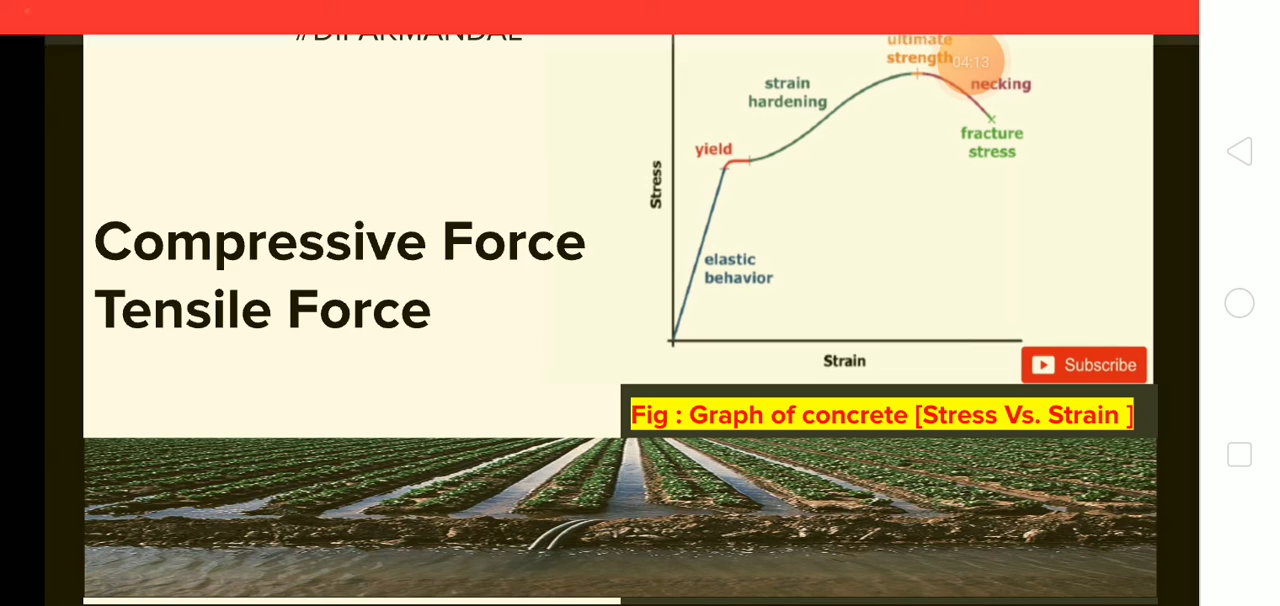 #DIPAKMANDAL
Compressive Force
Tensile Force
ultimate
strength
04:13
necking
strain
hardening
fracture
stress
yield
Stress
elastic
behavior
Strain
Subscribe
Fig : Graph of concrete [Stress Vs. Strain ]